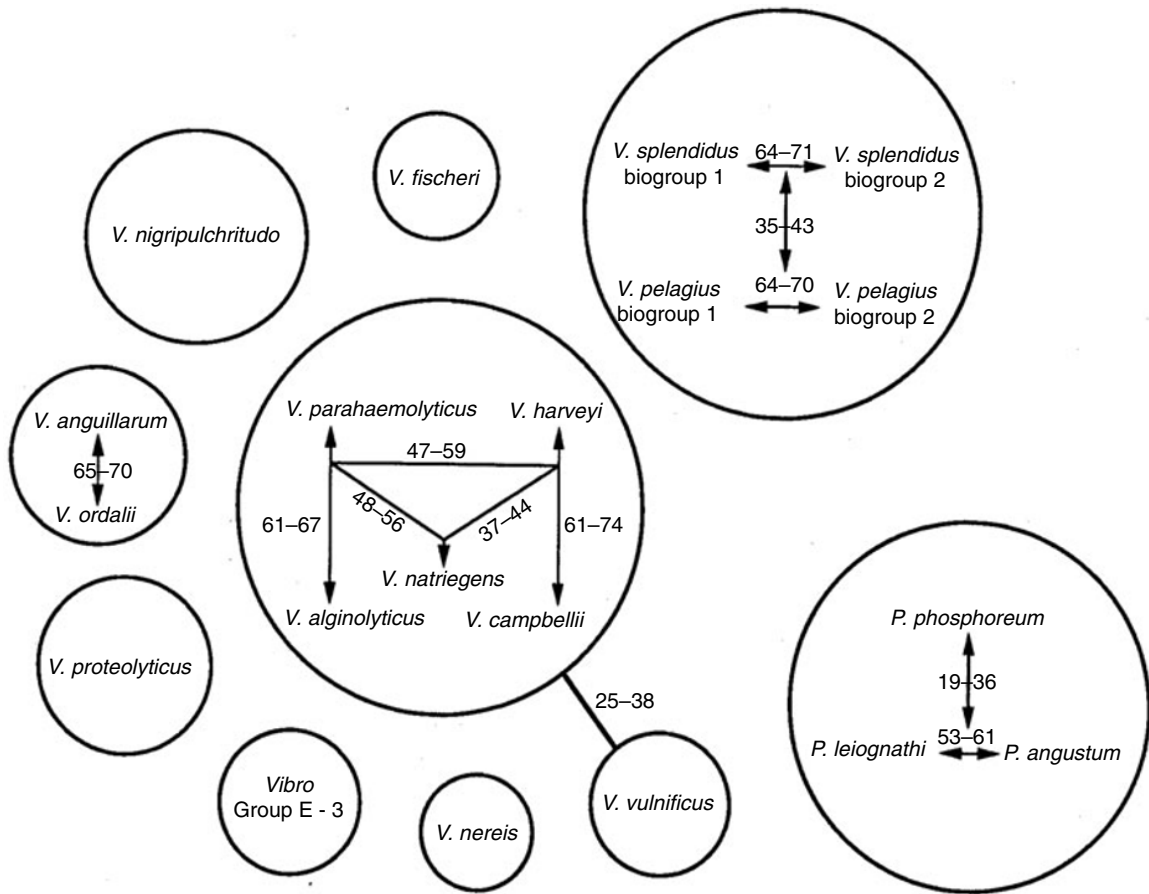 V. fischeri
V. nigripulchritudo
V. splendidus
biogroup 1
64–71
V. splendidus
biogroup 2
35–43
V. pelagius
biogroup 1
64–70
V. pelagius
biogroup 2
V. anguillarum
65–70
V. ordalii
V. parahaemolyticus
V. harveyi
47–59
48–56
37–44
61–67
61–74
V. natriegens
V. alginolyticus
V. campbellii
V. proteolyticus
25–38
Vibro
Group E - 3
V. nereis
V. vulnificus
P. phosphoreum
19–36
53–61
P. leiognathi
P. angustum